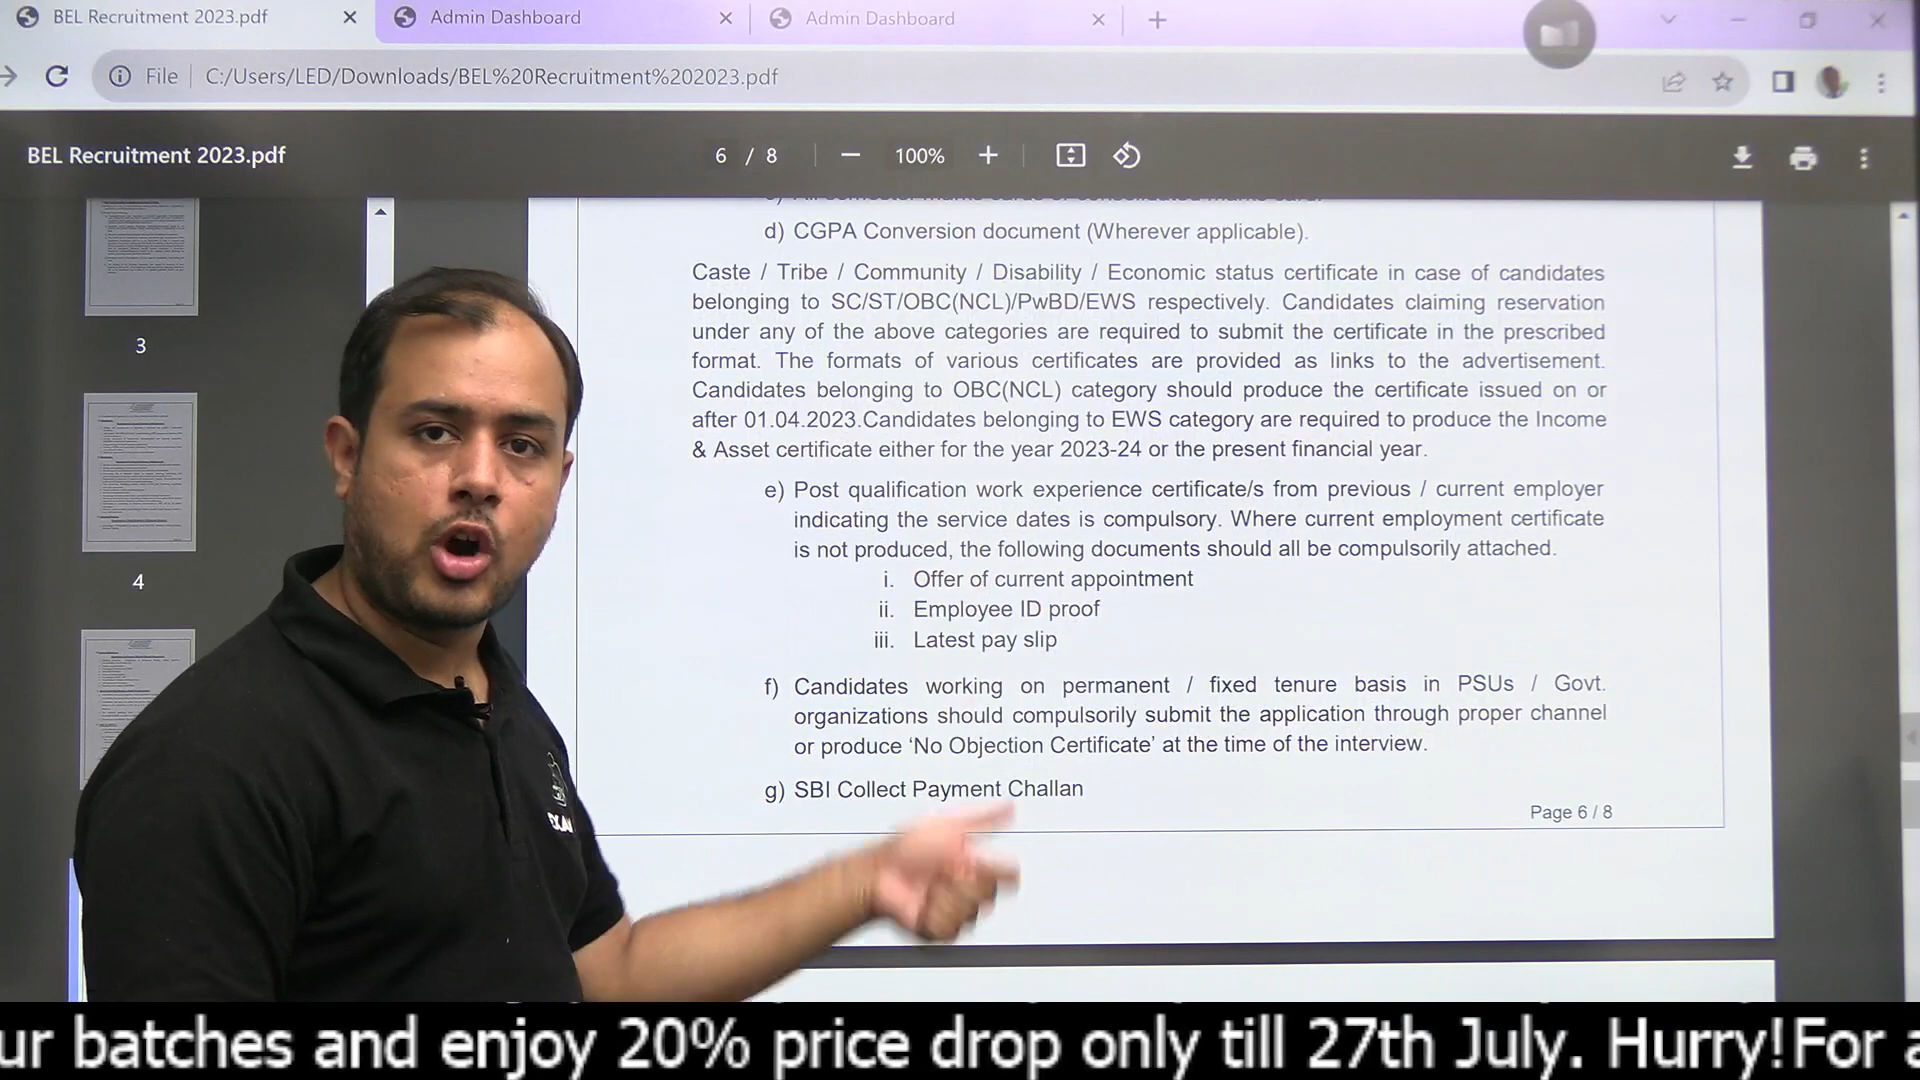 BEL Recruitment 2023.pdf
Admin Dashboard
Admin Dashboard
File
C:/Users/LED/Downloads/BEL%20Recruitment%202023.pdf
BEL Recruitment 2023.pdf
6 / 8
100%
3
4
d) CGPA Conversion document (Wherever applicable).
Caste / Tribe / Community / Disability / Economic status certificate in case of candidates
belonging to SC/ST/OBC(NCL)/PwBD/EWS respectively. Candidates claiming reservation
under any of the above categories are required to submit the certificate in the prescribed
format. The formats of various certificates are provided as links to the advertisement.
Candidates belonging to OBC(NCL) category should produce the certificate issued on or
after 01.04.2023.Candidates belonging to EWS category are required to produce the Income
& Asset certificate either for the year 2023-24 or the present financial year.
e) Post qualification work experience certificate/s from previous / current employer
indicating the service dates is compulsory. Where current employment certificate
is not produced, the following documents should all be compulsorily attached.
i. Offer of current appointment
ii. Employee ID proof
iii. Latest pay slip
f) Candidates working on permanent / fixed tenure basis in PSUs / Govt.
organizations should compulsorily submit the application through proper channel
or produce ‘No Objection Certificate’ at the time of the interview.
g) SBI Collect Payment Challan
Page 6 / 8
ur batches and enjoy 20% price drop only till 27th July. Hurry!For a